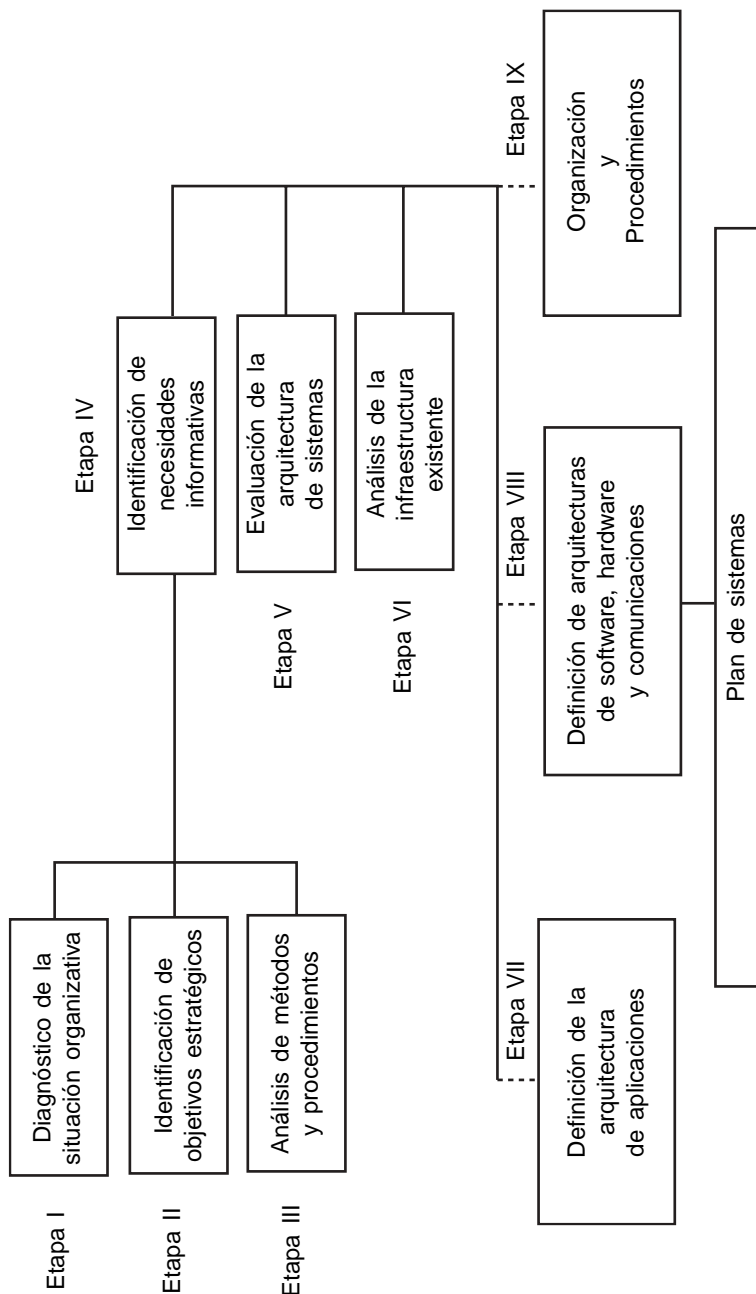 Etapa I
Diagnóstico de la
situación organizativa
Etapa II
Identificación de
objetivos estratégicos
Etapa III
Análisis de métodos
y procedimientos
Etapa IV
Identificación de
necesidades
informativas
Etapa V
Evaluación de la
arquitectura
de sistemas
Etapa VI
Análisis de la
infraestructura
existente
Etapa VII
Definición de la
arquitectura
de aplicaciones
Etapa VIII
Definición de arquitecturas
de software, hardware
y comunicaciones
Etapa IX
Organización
y
Procedimientos
Plan de sistemas